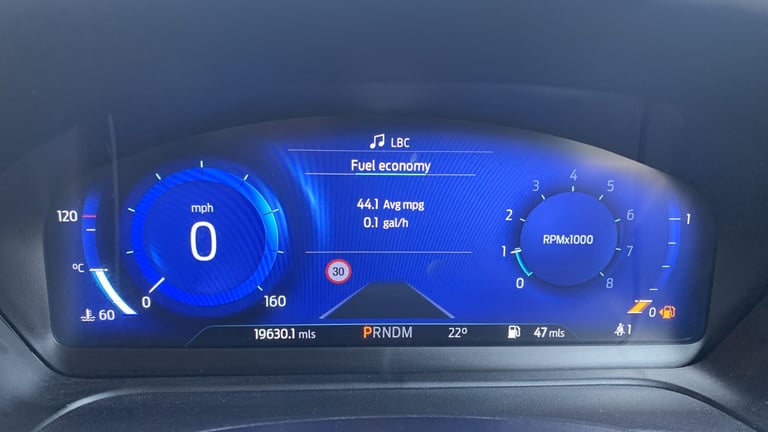 LBC
Fuel economy
44.1 Avg mpg
0.1 gal/h
30
120
°C
60
mph
0
0
160
4
3
5
2
6
1
7
0
8
RPMx1000
1
0
19630.1 mls
PRNDM
22°
47 mls
1